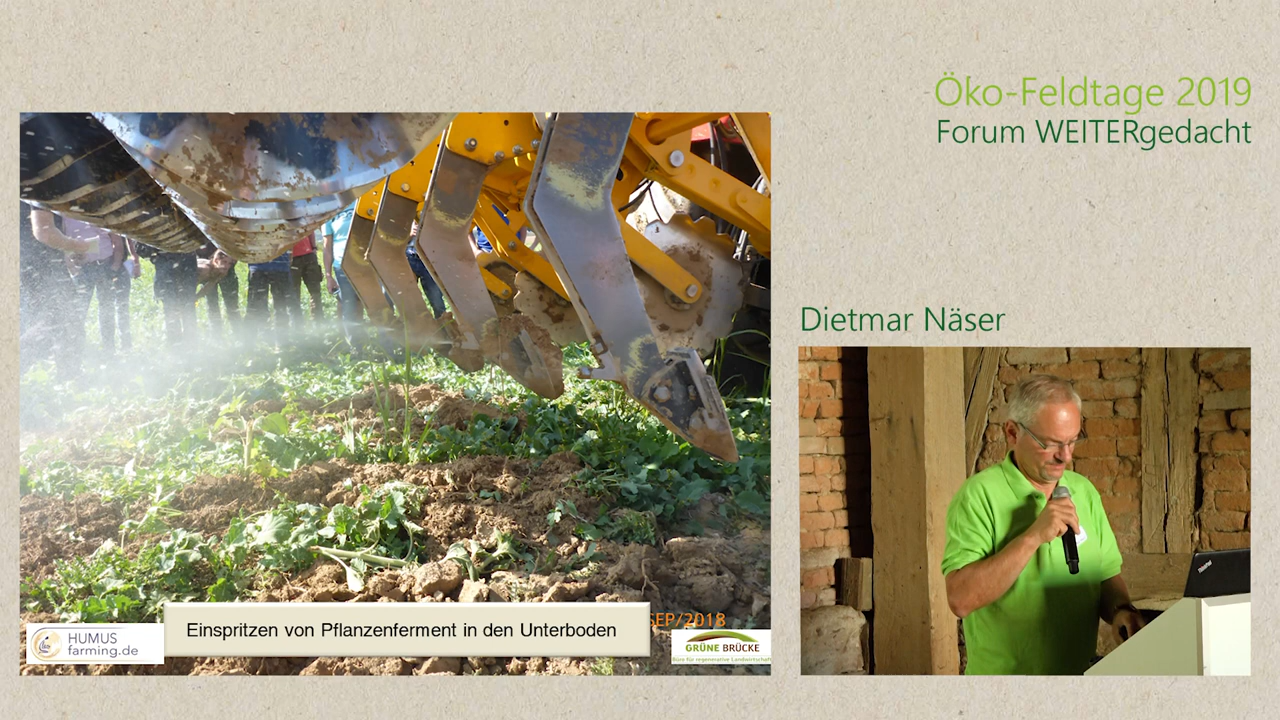 Öko-Feldtage 2019
Forum WEITERgedacht
Dietmar Näser
Einspritzen von Pflanzenferment in den Unterboden
SEP/2018
HUMUS
farming.de
GRÜNE BRÜCKE
Büro für regenerative Landwirtschaft
ThinkPad